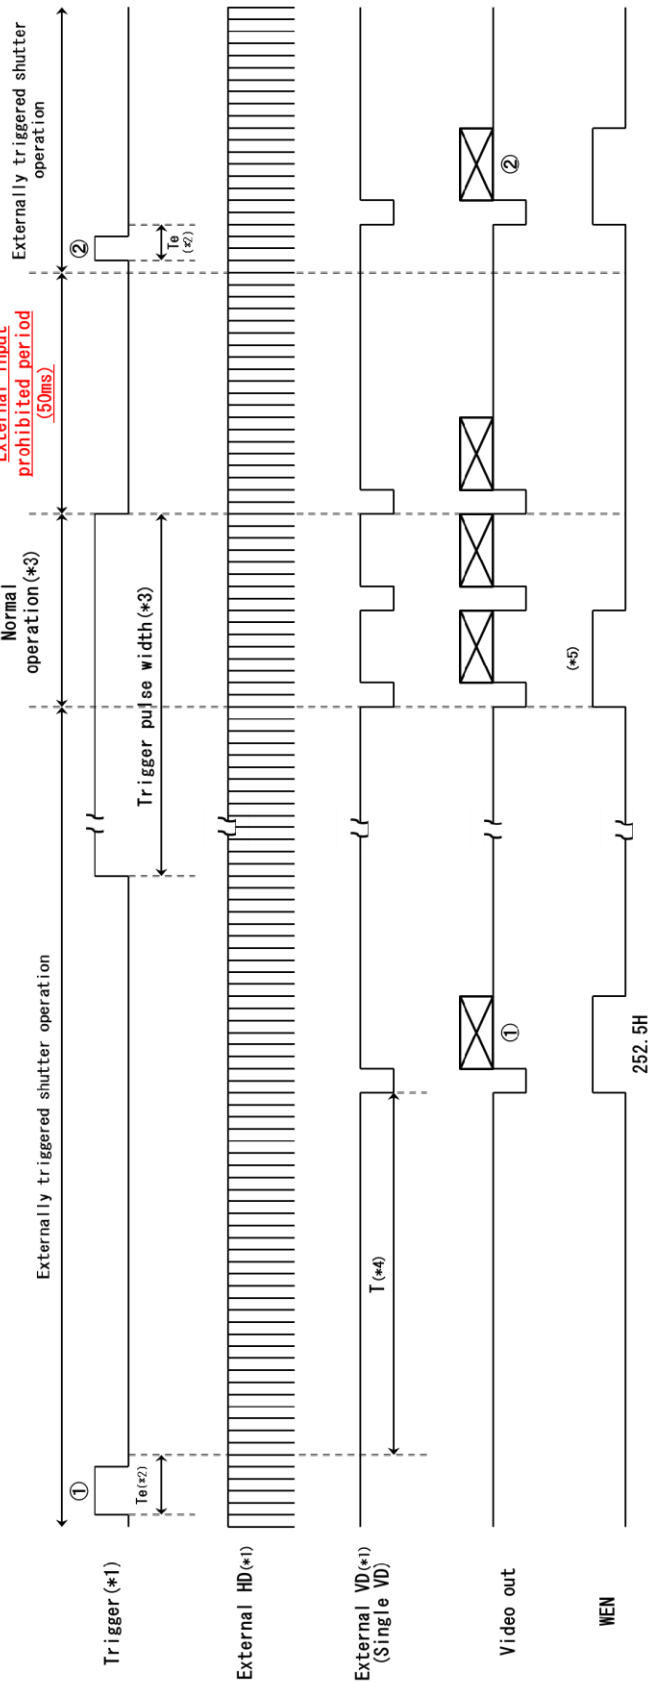 Externally triggered shutter operation
Normal
operation(*3)
External input
prohibited period
(50ms)
Externally triggered shutter
operation
Trigger(*1)
①
Te(*2)
Trigger pulse width(*3)
②
Te
(*2)
External HD(*1)
External VD(*1)
(Single VD)
T(*4)
Video out
①
②
WEN
252.5H
(*5)